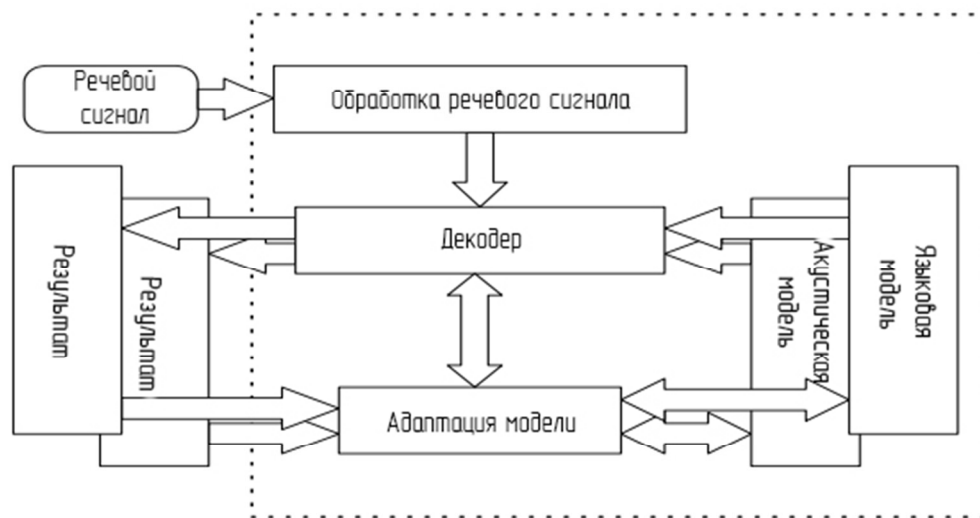 Речевой
сигнал
Обработка речевого сигнала
Декодер
Результат
Результат
Акустическая
модель
Языковая
модель
Адаптация модели